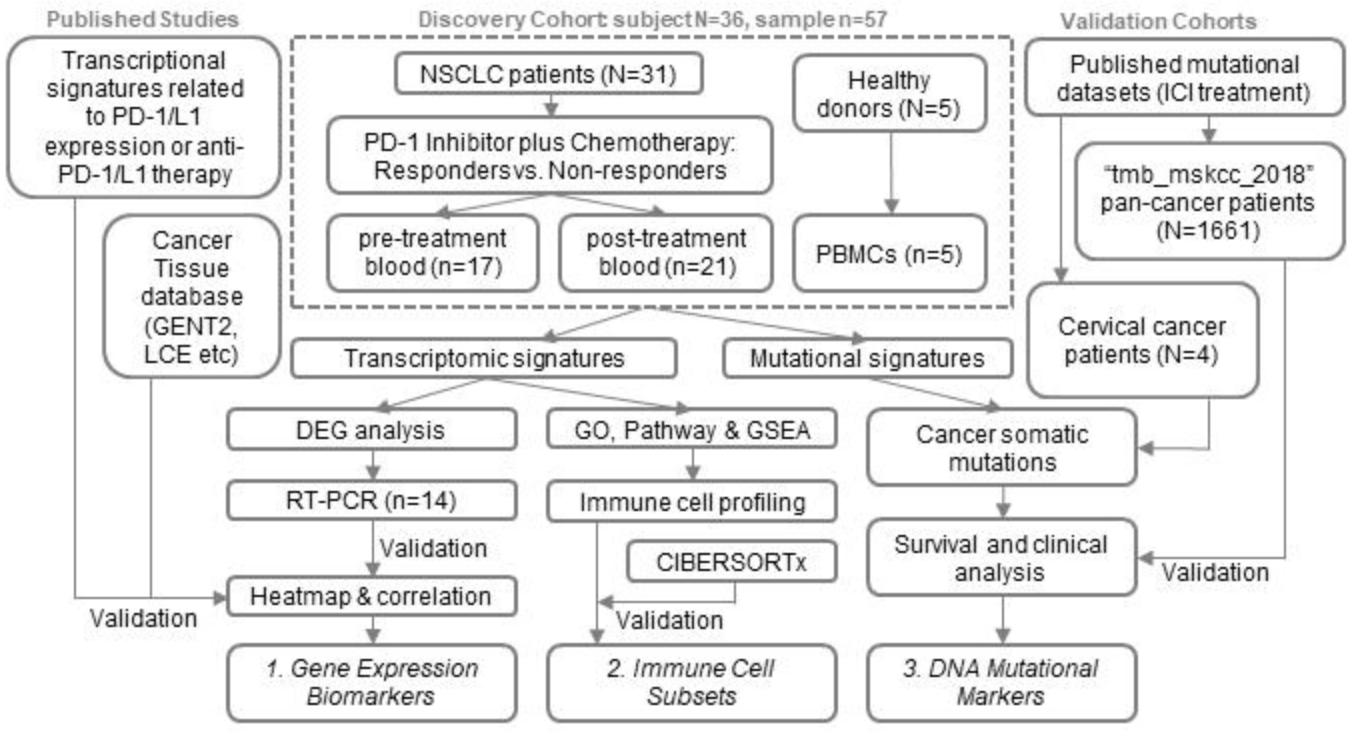 Published Studies
Transcriptional
signatures related
to PD-1/L1
expression or anti-
PD-1/L1 therapy
Cancer
Tissue
database
(GENT2,
LCE etc)
Discovery Cohort: subject N=36, sample n=57
NSCLC patients (N=31)
PD-1 Inhibitor plus Chemotherapy:
Responders vs. Non-responders
pre-treatment
blood (n=17)
post-treatment
blood (n=21)
Healthy
donors (N=5)
PBMCs (n=5)
Validation Cohorts
Published mutational
datasets (ICI treatment)
“tmb_mskcc_2018”
pan-cancer patients
(N=1661)
Cervical cancer
patients (N=4)
Transcriptomic signatures
Mutational signatures
DEG analysis
GO, Pathway & GSEA
Cancer somatic
mutations
RT-PCR (n=14)
Immune cell profiling
Validation
CIBERSORTx
Survival and clinical
analysis
Validation
Heatmap & correlation
Validation
Validation
1. Gene Expression
Biomarkers
2. Immune Cell
Subsets
3. DNA Mutational
Markers